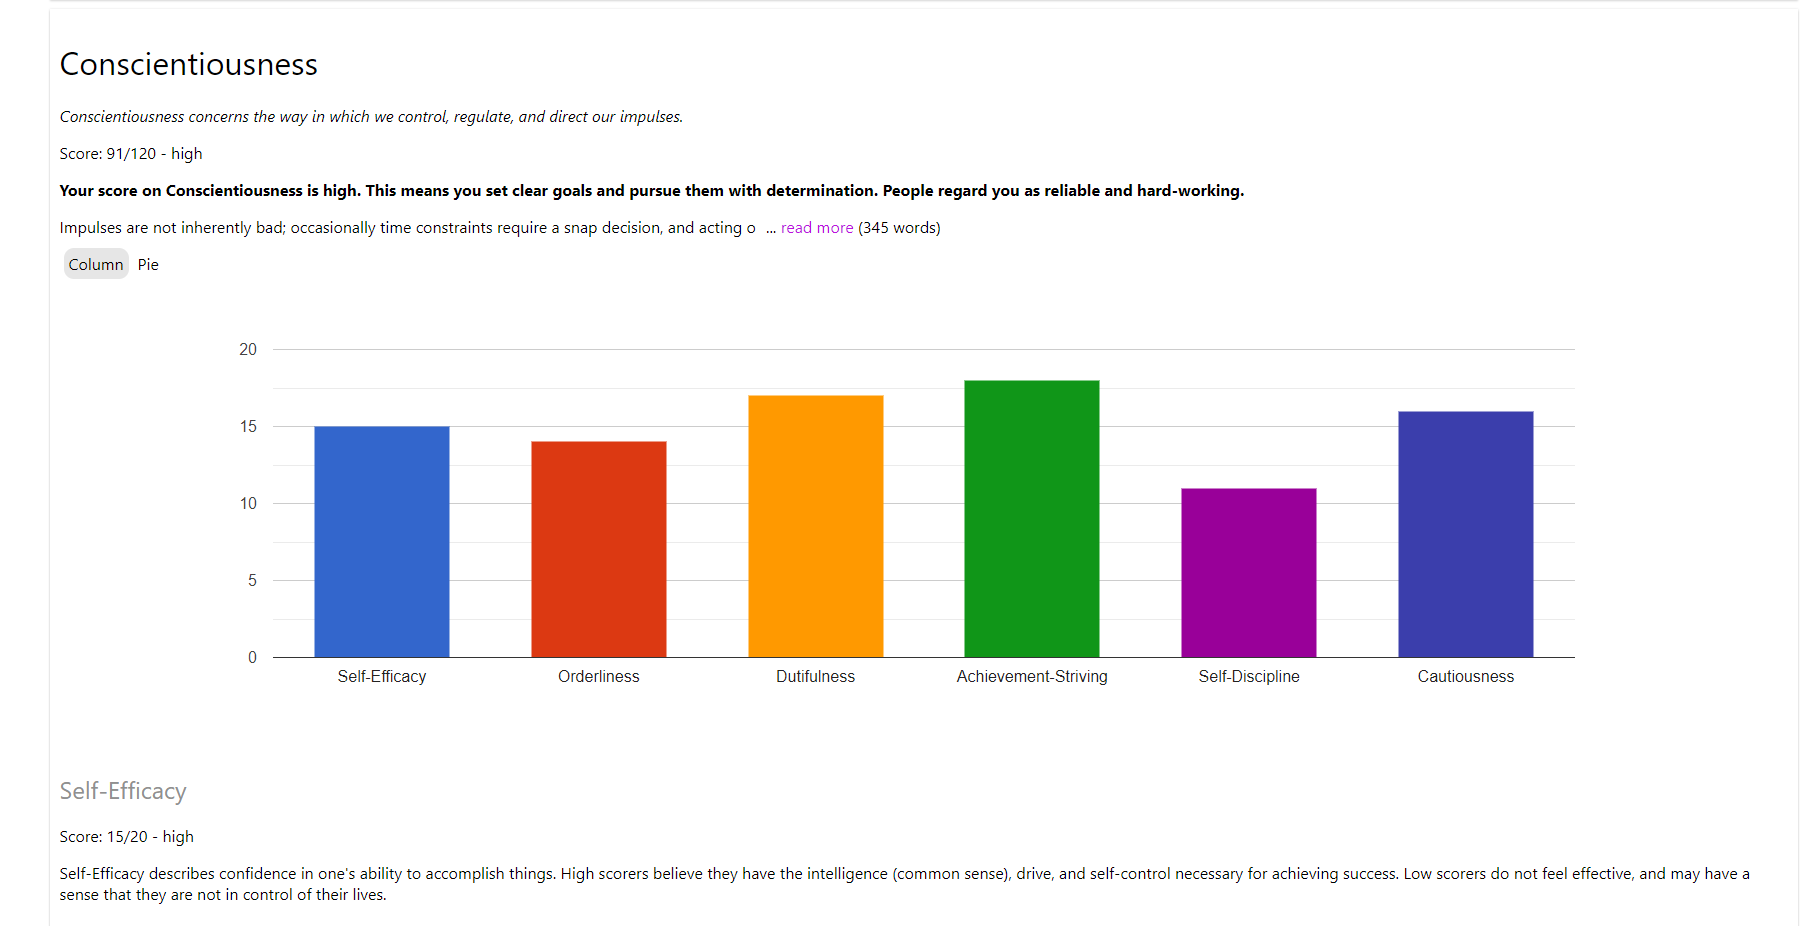 Conscientiousness
Conscientiousness concerns the way in which we control, regulate, and direct our impulses.
Score: 91/120 - high
Your score on Conscientiousness is high. This means you set clear goals and pursue them with determination. People regard you as reliable and hard-working.
Impulses are not inherently bad; occasionally time constraints require a snap decision, and acting o ... read more (345 words)
Column Pie
20
15
10
5
0
Self-Efficacy Orderliness Dutifulness Achievement-Striving Self-Discipline Cautiousness
Self-Efficacy
Score: 15/20 - high
Self-Efficacy describes confidence in one's ability to accomplish things. High scorers believe they have the intelligence (common sense), drive, and self-control necessary for achieving success. Low scorers do not feel effective, and may have a
sense that they are not in control of their lives.